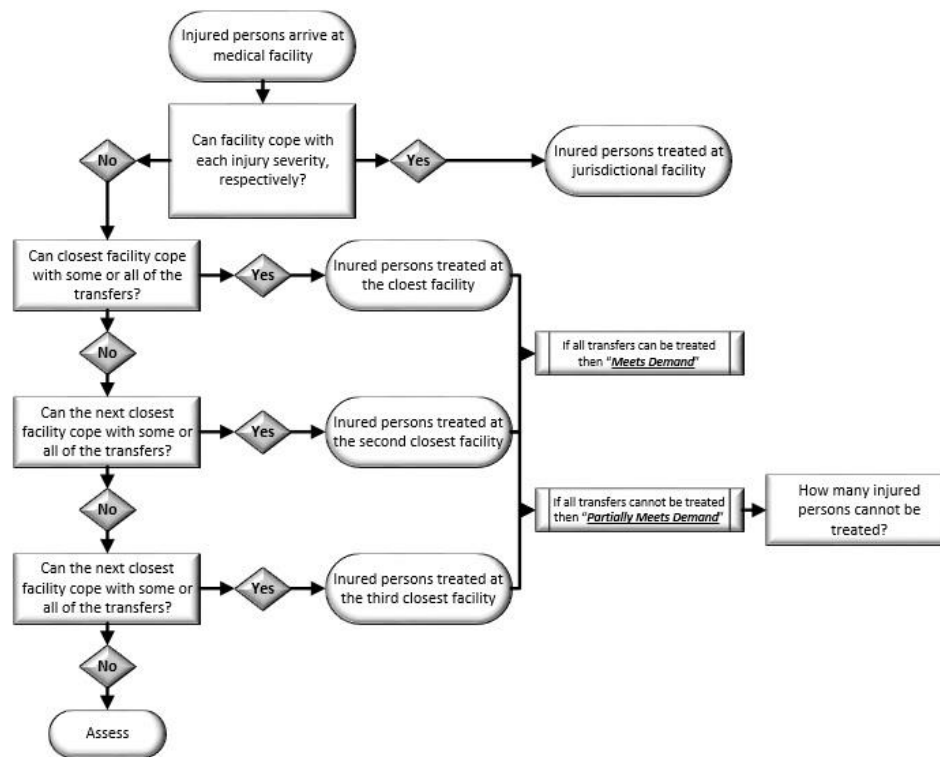 Injured persons arrive at
medical facility
Can facility cope with
each injury severity,
respectively?
No
Yes
Inured persons treated at
jurisdictional facility
Can closest facility cope
with some or all of the
transfers?
Yes
Inured persons treated at
the cloest facility
If all transfers can be treated
then "Meets Demand"
No
Can the next closest
facility cope with some or
all of the transfers?
Yes
Inured persons treated at
the second closest facility
If all transfers cannot be treated
then "Partially Meets Demand"
How many injured
persons cannot be
treated?
No
Can the next closest
facility cope with some or
all of the transfers?
Yes
Inured persons treated at
the third closest facility
No
Assess